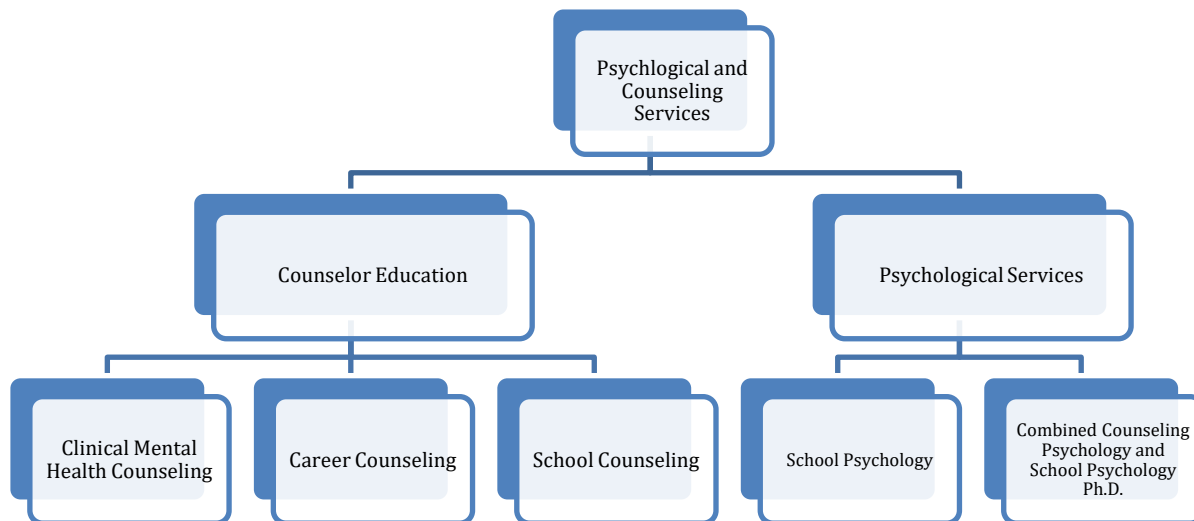 Psychlogical and
Counseling
Services
Counselor Education
Psychological Services
Clinical Mental
Health Counseling
Career Counseling
School Counseling
School Psychology
Combined Counseling
Psychology and
School Psychology
Ph.D.